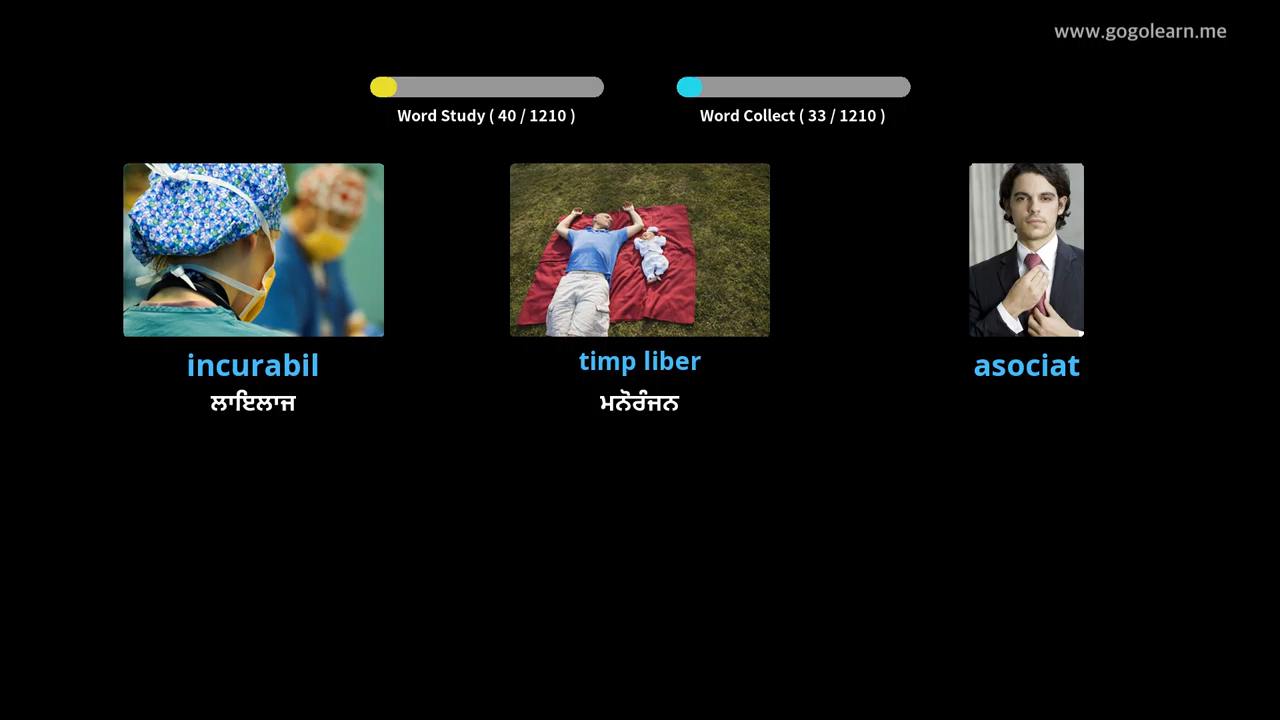 www.gogolearn.me
Word Study ( 40 / 1210 )
Word Collect ( 33 / 1210 )
incurabil
timp liber
asociat
ਲਾਇਲਾਜ
ਮਨੋਰੰਜਨ